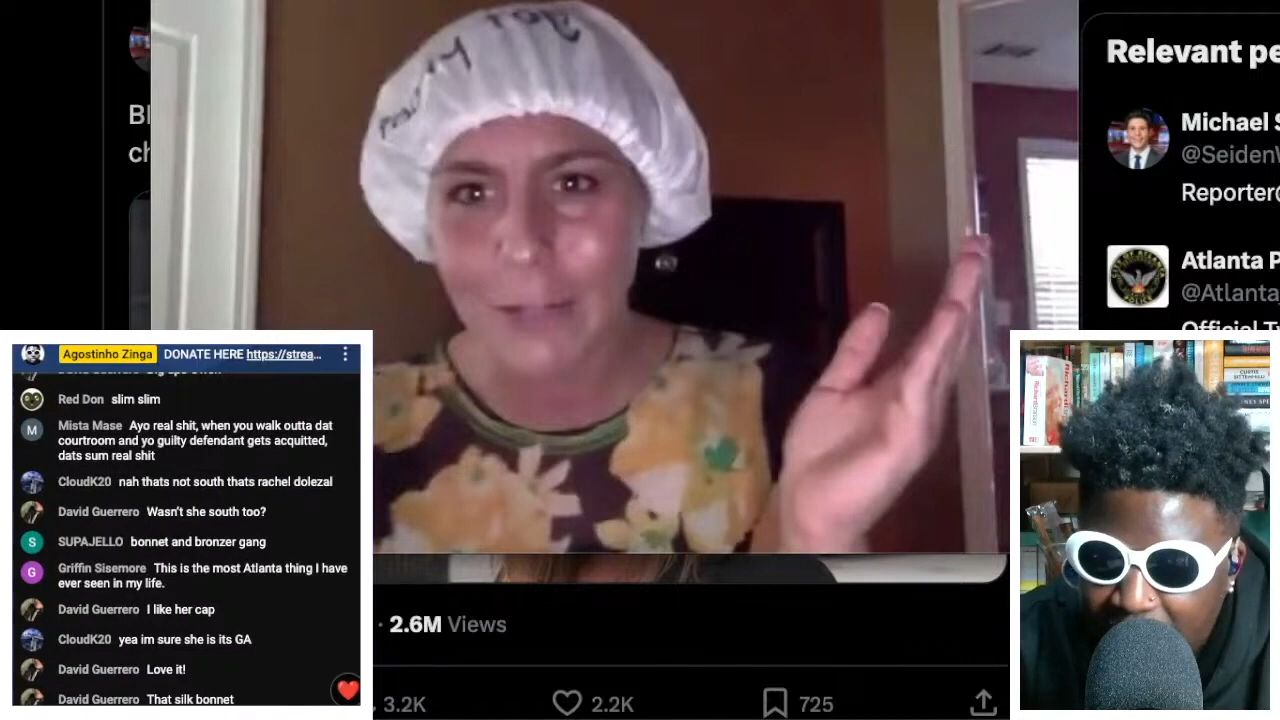 Relevant pe
Michael S
@SeidenW
Reporter@
Atlanta P
@Atlanta_
Bl
ch
Agostinho Zinga DONATE HERE https://strea...
Red Don slim slim
Mista Mase Ayo real shit, when you walk outta dat
courtroom and yo guilty defendant gets acquitted,
dats sum real shit
CloudK20 nah thats not south thats rachel dolezal
David Guerrero Wasn't she south too?
SUPAJELLO bonnet and bronzer gang
Griffin Sisemore This is the most Atlanta thing I have
ever seen in my life.
David Guerrero I like her cap
CloudK20 yea im sure she is its GA
David Guerrero Love it!
David Guerrero That silk bonnet
· 2.6M Views
3.2K
2.2K
725